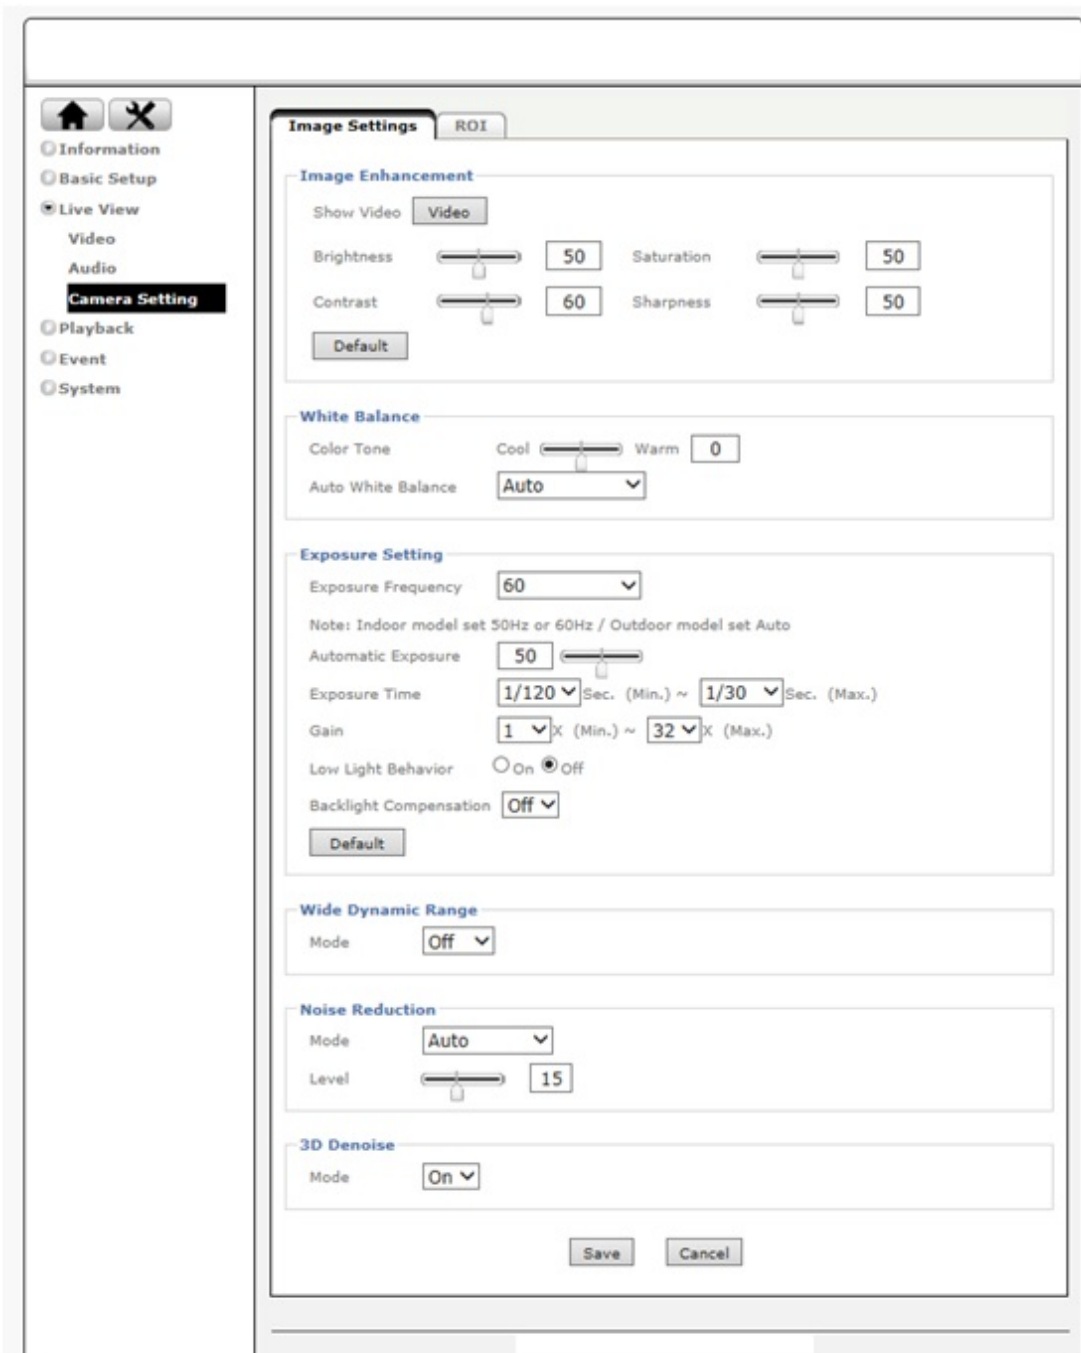 Image Settings ROI
Information
Basic Setup
Live View
Video
Audio
Camera Setting
Playback
Event
System
Image Enhancement
Show Video Video
Brightness 50 Saturation 50
Contrast 60 Sharpness 50
Default
White Balance
Color Tone Cool Warm 0
Auto White Balance Auto
Exposure Setting
Exposure Frequency 60
Note: Indoor model set 50Hz or 60Hz / Outdoor model set Auto
Automatic Exposure 50
Exposure Time 1/120 Sec. (Min.) ~ 1/30 Sec. (Max.)
Gain 1 X (Min.) ~ 32 X (Max.)
Low Light Behavior On Off
Backlight Compensation Off
Default
Wide Dynamic Range
Mode Off
Noise Reduction
Mode Auto
Level 15
3D Denoise
Mode On
Save Cancel